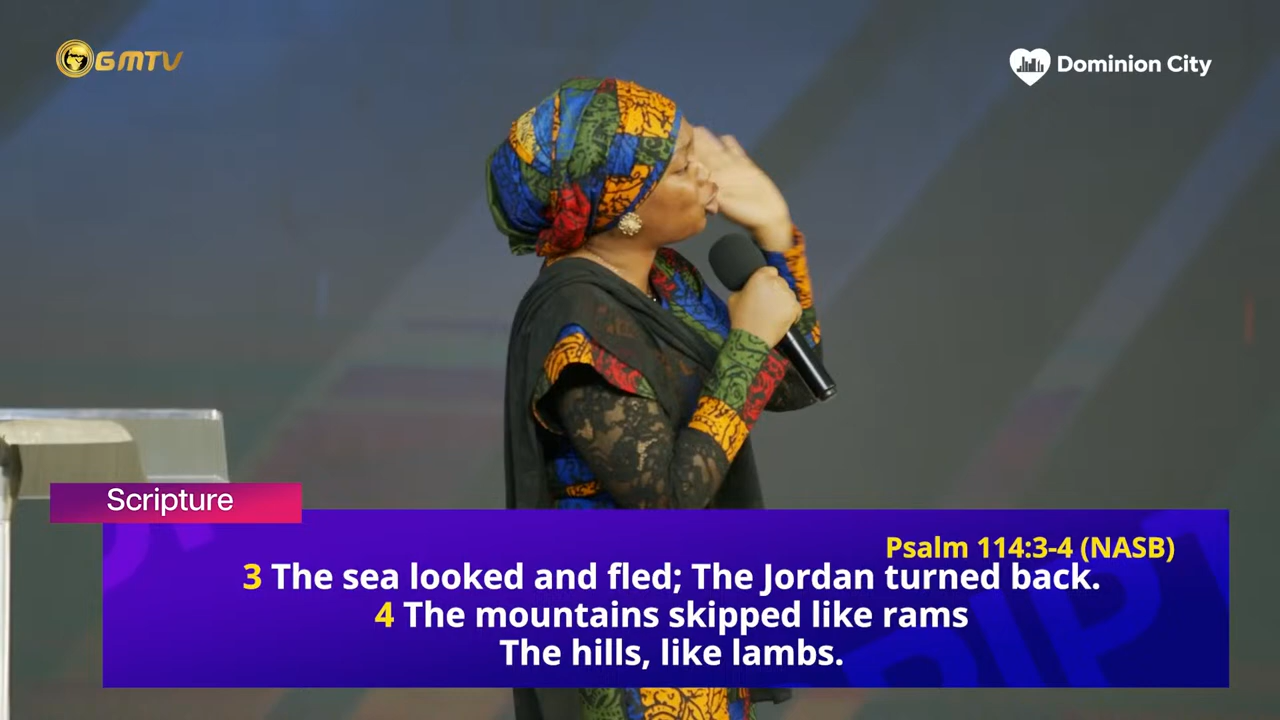 GMTV
Dominion City
Scripture
Psalm 114:3-4 (NASB)
3 The sea looked and fled; The Jordan turned back.
4 The mountains skipped like rams
The hills, like lambs.